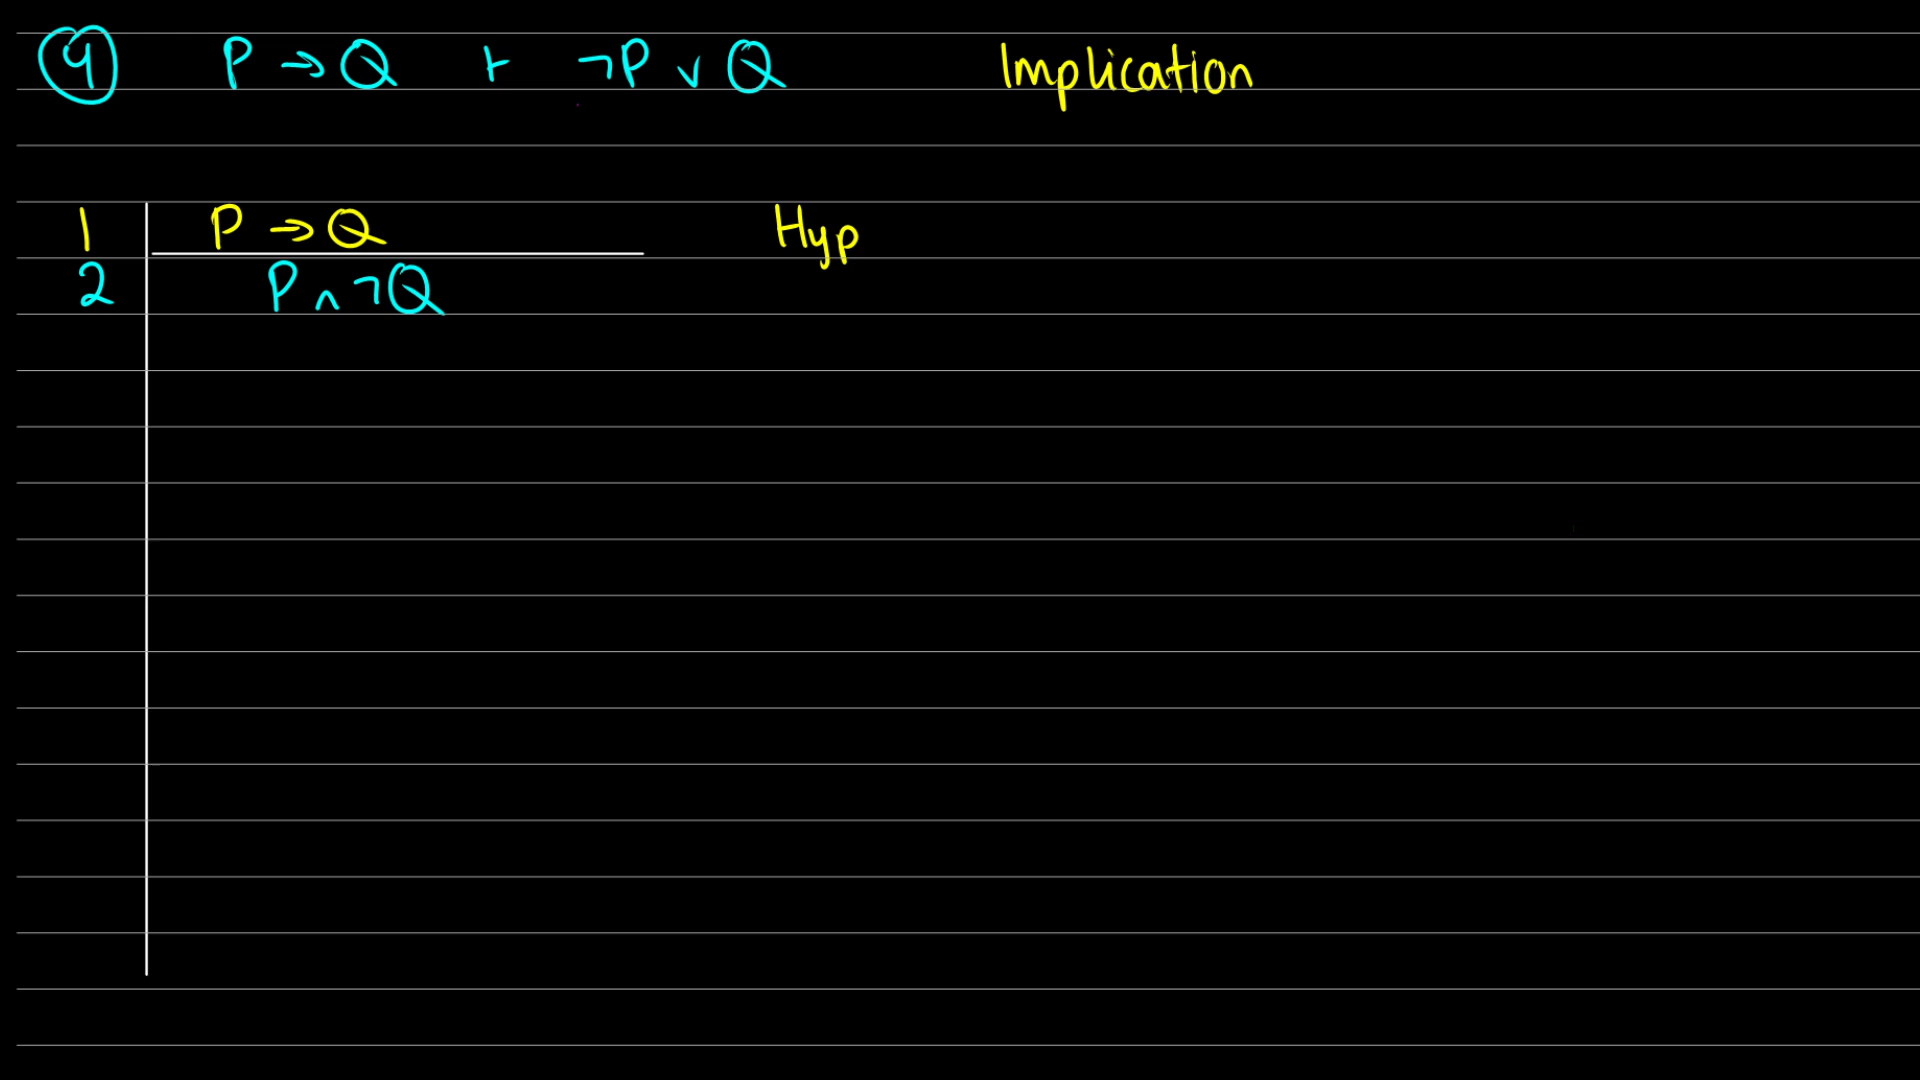 9 P → Q ⊢ ¬P ∨ Q Implication
1 P → Q Hyp
2 P ∧ ¬Q